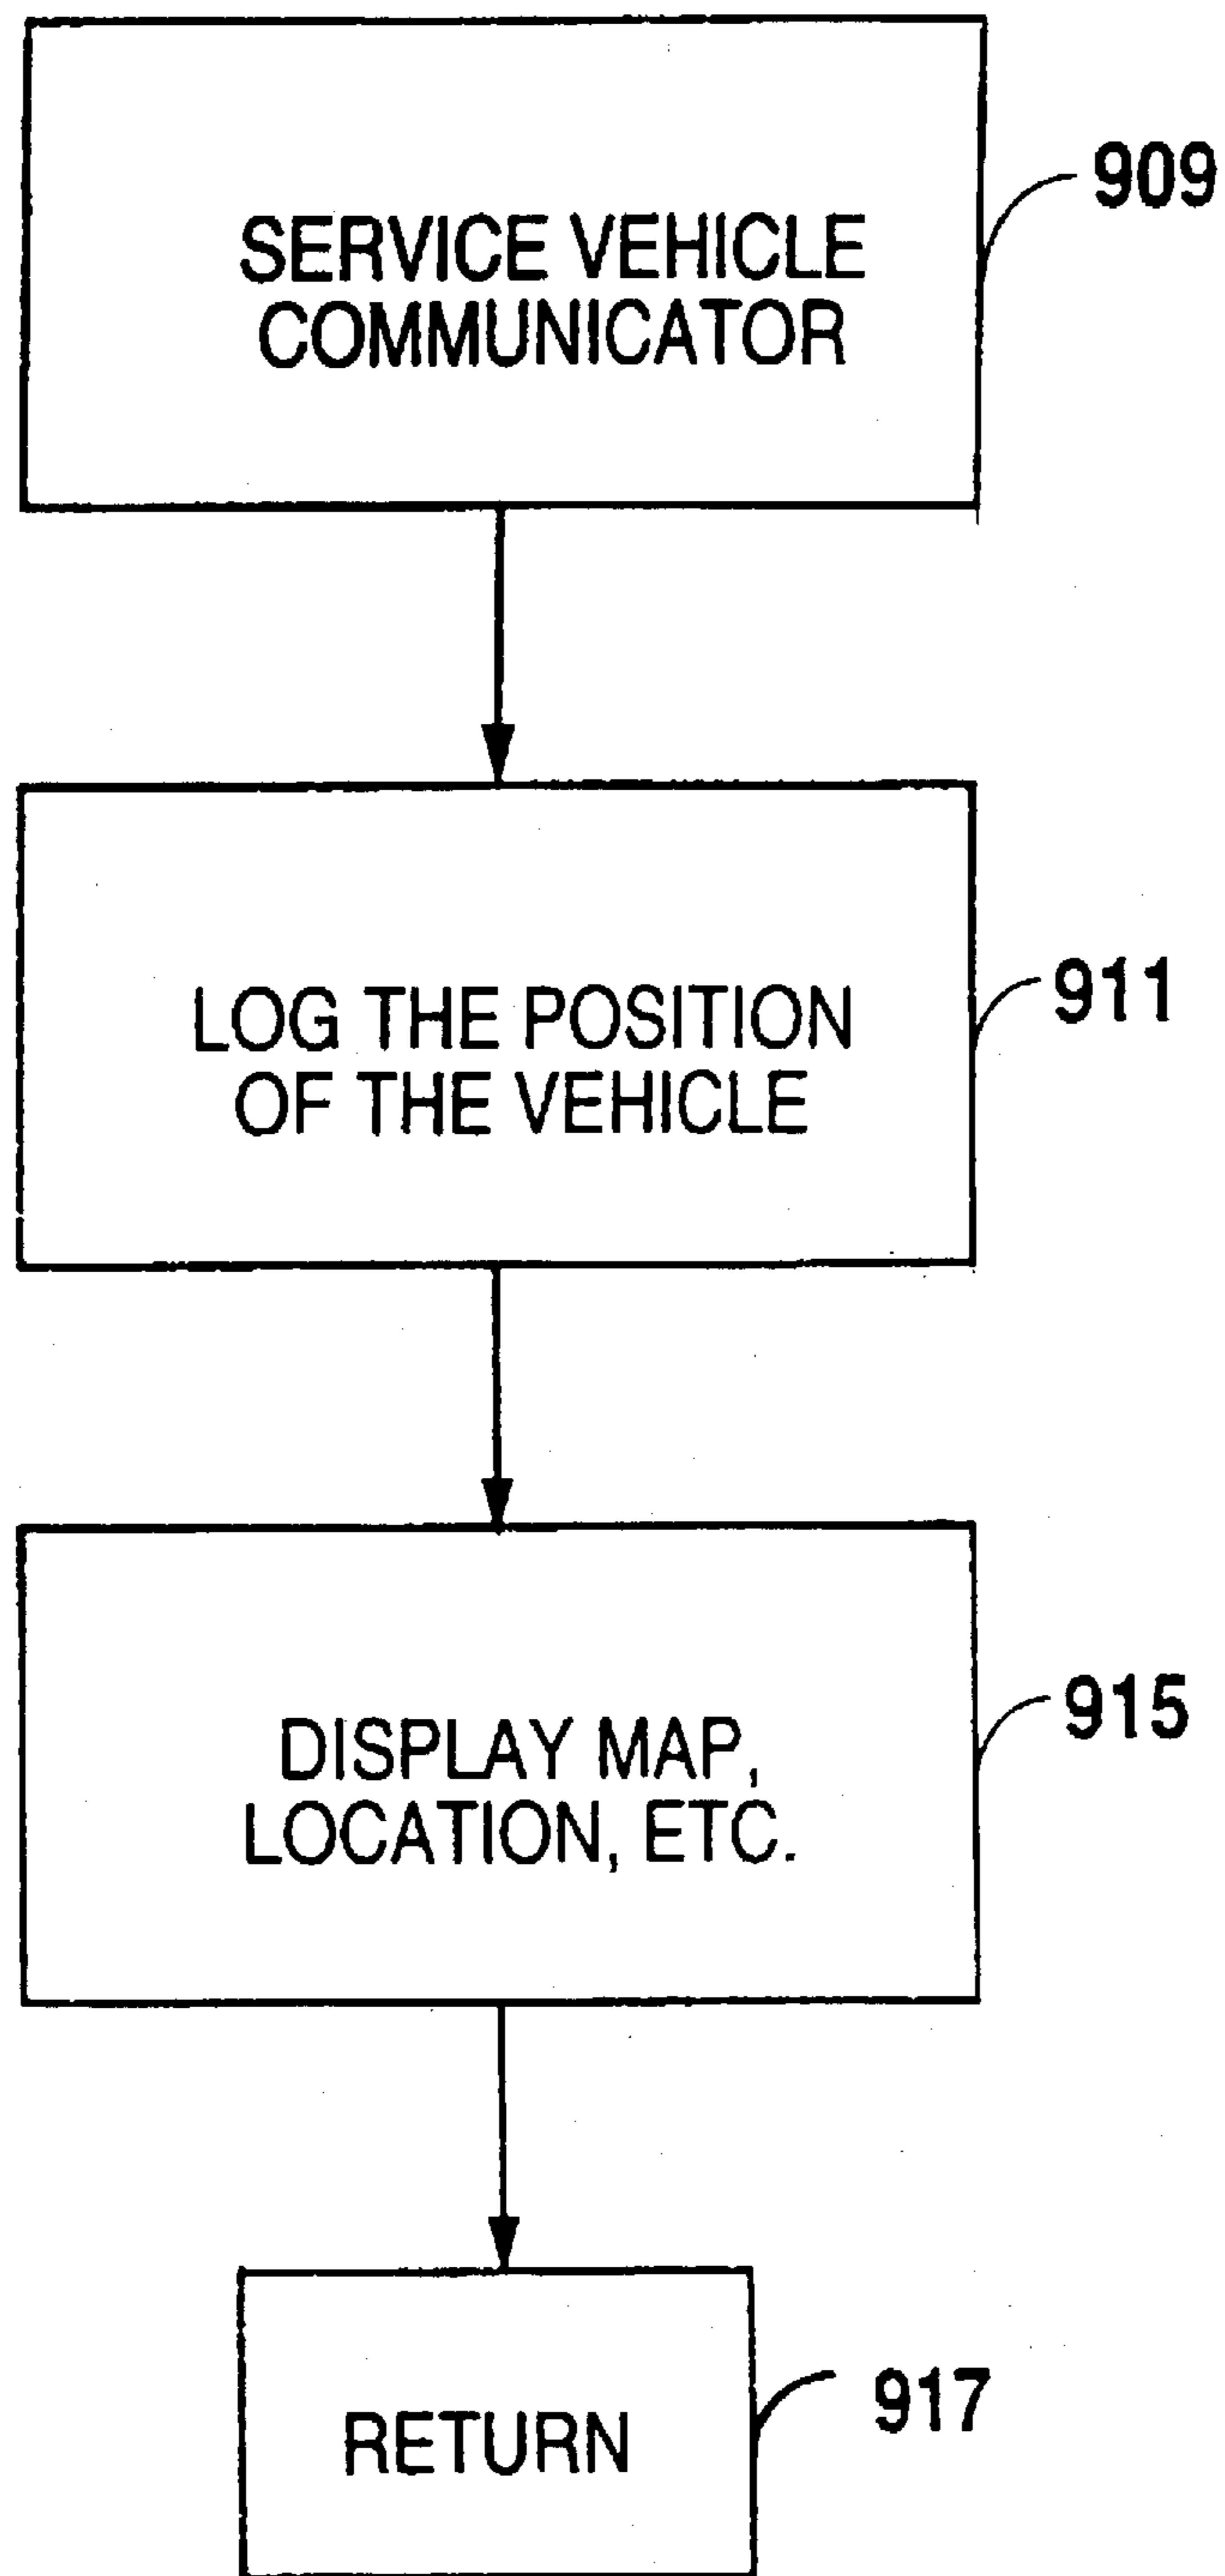 SERVICE VEHICLE
COMMUNICATOR
909
LOG THE POSITION
OF THE VEHICLE
911
DISPLAY MAP,
LOCATION, ETC.
915
RETURN
917